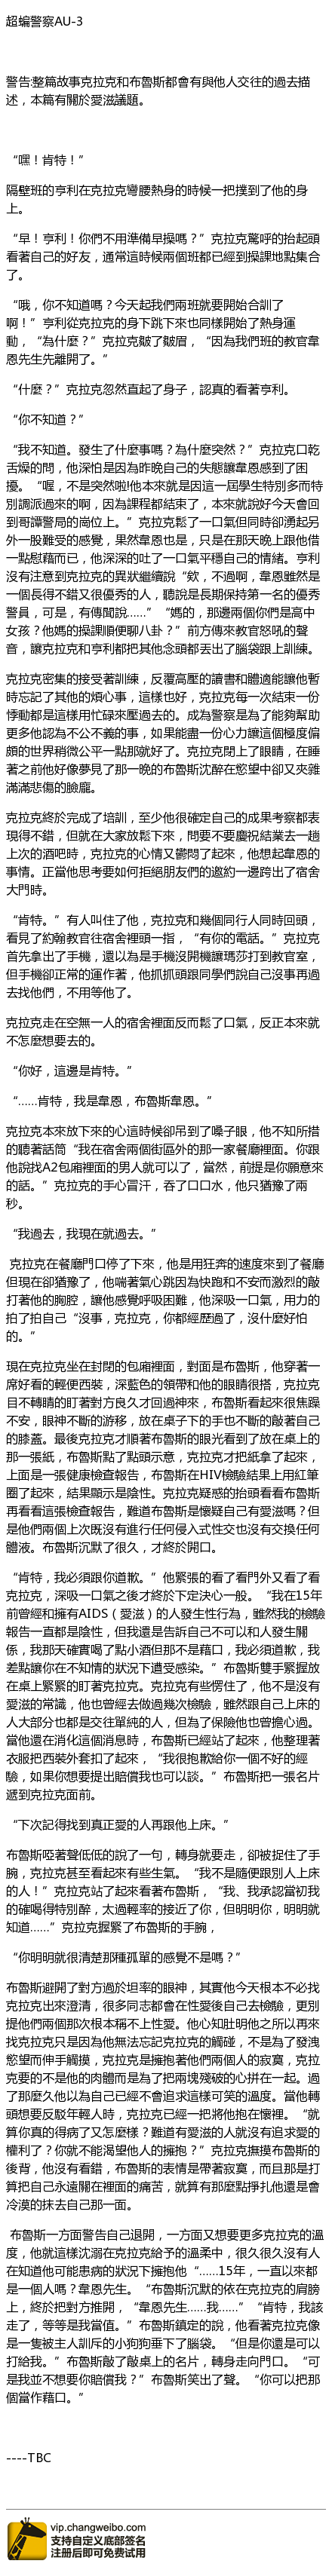 超蝙警察AU-3
警告:整篇故事克拉克和布魯斯都會有與他人交往的過去描
述，本篇有關於愛滋議題。
“嘿！肯特！”
隔壁班的亨利在克拉克彎腰熱身的時候一把撲到了他的身
上。
“早！亨利！你們不用準備早操嗎？”克拉克驚呼的抬起頭
看著自己的好友，通常這時候兩個班都已經到操課地點集合
了。
“哦，你不知道嗎？今天起我們兩班就要開始合訓了
啊！”亨利從克拉克的身下跳下來也同樣開始了熱身運
動，“為什麼？”克拉克皺了皺眉，“因為我們班的教官韋
恩先生先離開了。”
“什麼？”克拉克忽然直起了身子，認真的看著亨利。
“你不知道？”
“我不知道。發生了什麼事嗎？為什麼突然？”克拉克口乾
舌燥的問，他深怕是因為昨晚自己的失態讓韋恩感到了困
擾。“喔，不是突然啦!他本來就是因這一屆學生特別多而特
別調派過來的啊，因為課程都結束了，本來就說好今天會回
到哥譚警局的崗位上。”克拉克鬆了一口氣但同時卻湧起另
外一股難受的感覺，果然韋恩也是，只是在那天晚上跟他借
一點慰藉而已，他深深的吐了一口氣平穩自己的情緒。亨利
沒有注意到克拉克的異狀繼續說“欸，不過啊，韋恩雖然是
一個長得不錯又很優秀的人，聽說是長期保持第一名的優秀
警員，可是，有傳聞說……”“媽的，那邊兩個你們是高中
女孩？他媽的操課順便聊八卦？”前方傳來教官怒吼的聲
音，讓克拉克和亨利都把其他念頭都丟出了腦袋跟上訓練。
克拉克密集的接受著訓練，反覆高壓的讀書和體適能讓他暫
時忘記了其他的煩心事，這樣也好，克拉克每一次結束一份
悸動都是這樣用忙碌來壓過去的。成為警察是為了能夠幫助
更多他認為不公不義的事，如果能盡一份心力讓這個極度偏
頗的世界稍微公平一點那就好了。克拉克閉上了眼睛，在睡
著之前他好像夢見了那一晚的布魯斯沈醉在慾望中卻又夾雜
滿滿悲傷的臉龐。
克拉克終於完成了培訓，至少他很確定自己的成果考察都表
現得不錯，但就在大家放鬆下來，問要不要慶祝結業去一趟
上次的酒吧時，克拉克的心情又鬱悶了起來，他想起韋恩的
事情。正當他思考要如何拒絕朋友們的邀約一邊跨出了宿舍
大門時。
“肯特。”有人叫住了他，克拉克和幾個同行人同時回頭，
看見了約翰教官往宿舍裡頭一指，“有你的電話。”克拉克
首先拿出了手機，還以為是手機沒開機讓瑪莎打到教官室，
但手機卻正常的運作著，他抓抓頭跟同學們說自己沒事再過
去找他們，不用等他了。
克拉克走在空無一人的宿舍裡面反而鬆了口氣，反正本來就
不怎麼想要去的。
“你好，這邊是肯特。”
“……肯特，我是韋恩。布魯斯韋恩。”
克拉克本來放下來的心這時候卻吊到了嗓子眼，他不知所措
的聽著話筒“我在宿舍兩個街區外的那一家餐廳裡面。你跟
他說找A2包廂裡面的男人就可以了，當然，前提是你願意來
的話。”克拉克的手心冒汗，吞了口口水，他只猶豫了兩
秒。
“我過去，我現在就過去。”
克拉克在餐廳門口停了下來，他是用狂奔的速度來到了餐廳
但現在卻猶豫了，他喘著氣心跳因為快跑和不安而激烈的敲
打著他的胸腔，讓他感覺呼吸困難，他深吸一口氣，用力的
拍了拍自己“沒事，克拉克，你都經歷過了，沒什麼好怕
的。”
現在克拉克坐在封閉的包廂裡面，對面是布魯斯，他穿著一
席好看的輕便西裝，深藍色的領帶和他的眼睛很搭，克拉克
目不轉睛的盯著對方良久才回過神來，布魯斯看起來很焦躁
不安，眼神不斷的游移，放在桌子下的手也不斷的敲著自己
的膝蓋。最後克拉克才順著布魯斯的眼光看到了放在桌上的
那一張紙，布魯斯點了點頭示意，克拉克才把紙拿了起來，
上面是一張健康檢查報告，布魯斯在HIV檢驗結果上用紅筆
圈了起來，結果顯示是陰性。克拉克疑惑的抬頭看看布魯斯
再看看這張檢查報告，難道布魯斯是懷疑自己有愛滋嗎？但
是他們兩個上次既沒有進行任何侵入式性交也沒有交換任何
體液。布魯斯沉默了很久，才終於開口。
“肯特，我必須跟你道歉。”他緊張的看了看門外又看了看
克拉克，深吸一口氣之後才終於下定決心一般。“我在15年
前曾經和擁有AIDS（愛滋）的人發生性行為，雖然我的檢驗
報告一直都是陰性，但我還是告訴自己不可以和人發生關
係，我那天確實喝了點小酒但那不是藉口，我必須道歉，我
差點讓你在不知情的狀況下遭受感染。”布魯斯雙手緊握放
在桌上緊緊的盯著克拉克。克拉克有些愣住了，他不是沒有
愛滋的常識，他也曾經去做過幾次檢驗，雖然跟自己上床的
人大部分也都是交往單純的人，但為了保險他也曾擔心過。
當他還在消化這個消息時，布魯斯已經站了起來，他整理著
衣服把西裝外套扣了起來，“我很抱歉給你一個不好的經
驗，如果你想要提出賠償我也可以談。”布魯斯把一張名片
遞到克拉克面前。
“下次記得找到真正愛的人再跟他上床。”
布魯斯啞著聲低低的說了一句，轉身就要走，卻被捉住了手
腕，克拉克甚至看起來有些生氣。“我不是隨便跟別人上床
的人！”克拉克站了起來看著布魯斯，“我、我承認當初我
的確喝得特別醉，太過輕率的接近了你，但明明你，明明就
知道……”克拉克握緊了布魯斯的手腕，
“你明明就很清楚那種孤單的感覺不是嗎？”
布魯斯避開了對方過於坦率的眼神，其實他今天根本不必找
克拉克出來澄清，很多同志都會在性愛後自己去檢驗，更別
提他們兩個那次根本稱不上性愛。他心知肚明他之所以再來
找克拉克只是因為他無法忘記克拉克的觸碰，不是為了發洩
慾望而伸手觸摸，克拉克是擁抱著他們兩個人的寂寞，克拉
克要的不是他的肉體而是為了把兩塊殘破的心拼在一起。過
了那麼久他以為自己已經不會追求這樣可笑的溫度。當他轉
頭想要反駁年輕人時，克拉克已經一把將他抱在懷裡。“就
算你真的得病了又怎麼樣？難道有愛滋的人就沒有追求愛的
權利了？你就不能渴望他人的擁抱？”克拉克撫摸布魯斯的
後背，他沒有看錯，布魯斯的表情是帶著寂寞，而且那是打
算把自己永遠關在裡面的痛苦，就算有那麼點掙扎他還是會
冷漠的抹去自己那一面。
布魯斯一方面警告自己退開，一方面又想要更多克拉克的溫
度，他就這樣沈溺在克拉克給予的溫柔中，很久很久沒有人
在知道他可能患病的狀況下擁抱他“……15年，一直以來都
是一個人嗎？韋恩先生。“布魯斯沉默的依在克拉克的肩膀
上，終於把對方推開，“韋恩先生……我……”“肯特，我該
走了，等等是我當值。”布魯斯鎮定的說，他看著克拉克像
是一隻被主人訓斥的小狗狗垂下了腦袋。“但是你還是可以
打給我。”布魯斯敲了敲桌上的名片，轉身走向門口。“可
是我並不想要你賠償我？”布魯斯笑出了聲。“你可以把那
個當作藉口。”
----TBC
vip.changweibo.com
支持自定义底部签名
注册后即可免费试用